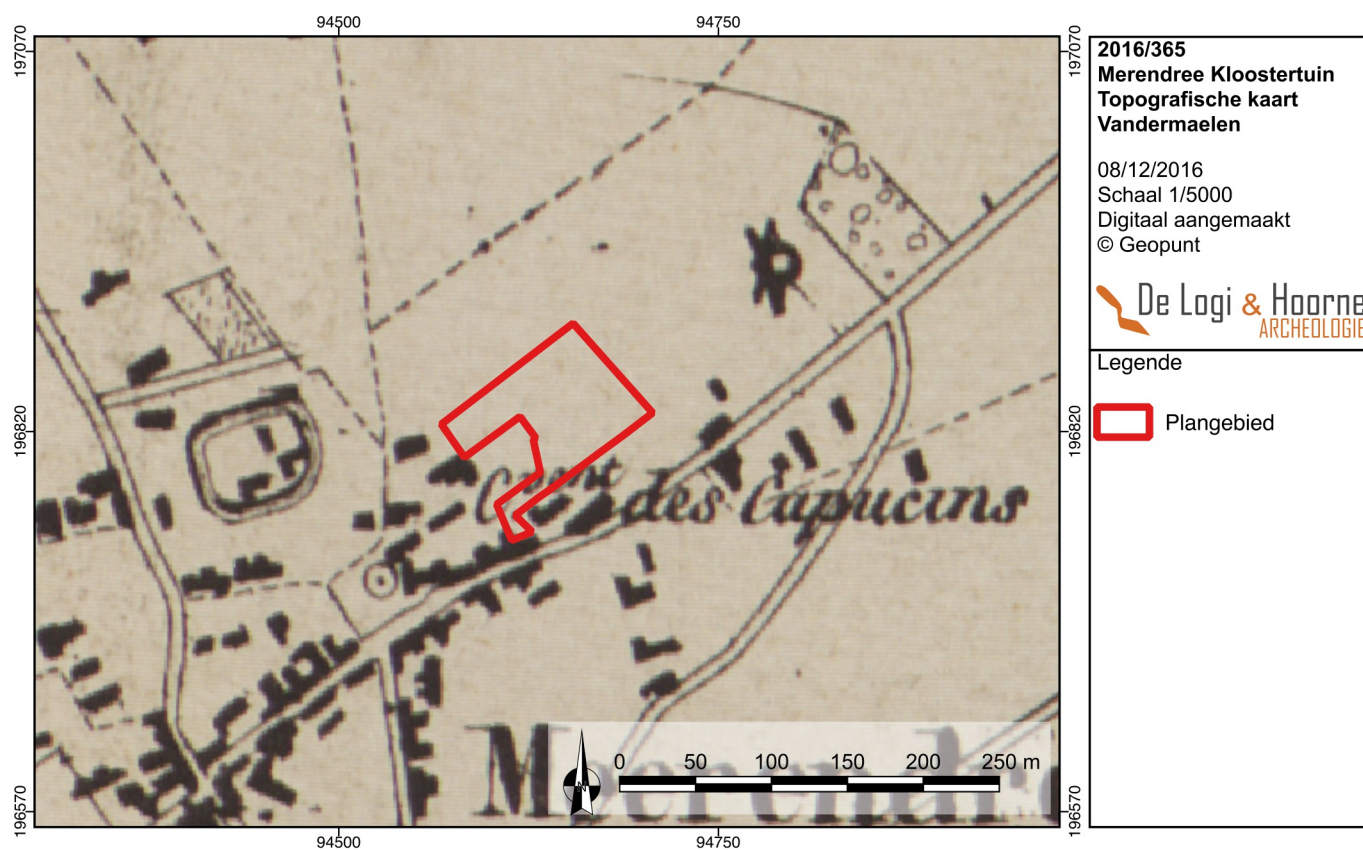 94500
94750
197070
197070
2016/365
Merendree Kloostertuin
Topografische kaart
Vandermaelen
08/12/2016
Schaal 1/5000
Digitaal aangemaakt
© Geopunt
De Logi & Hoorne
ARCHEOLOGIE
Legende
Plangebied
196820
196820
Cvent
des Capucins
0 50 100 150 200 250 m
N
196570
196570
94500
94750